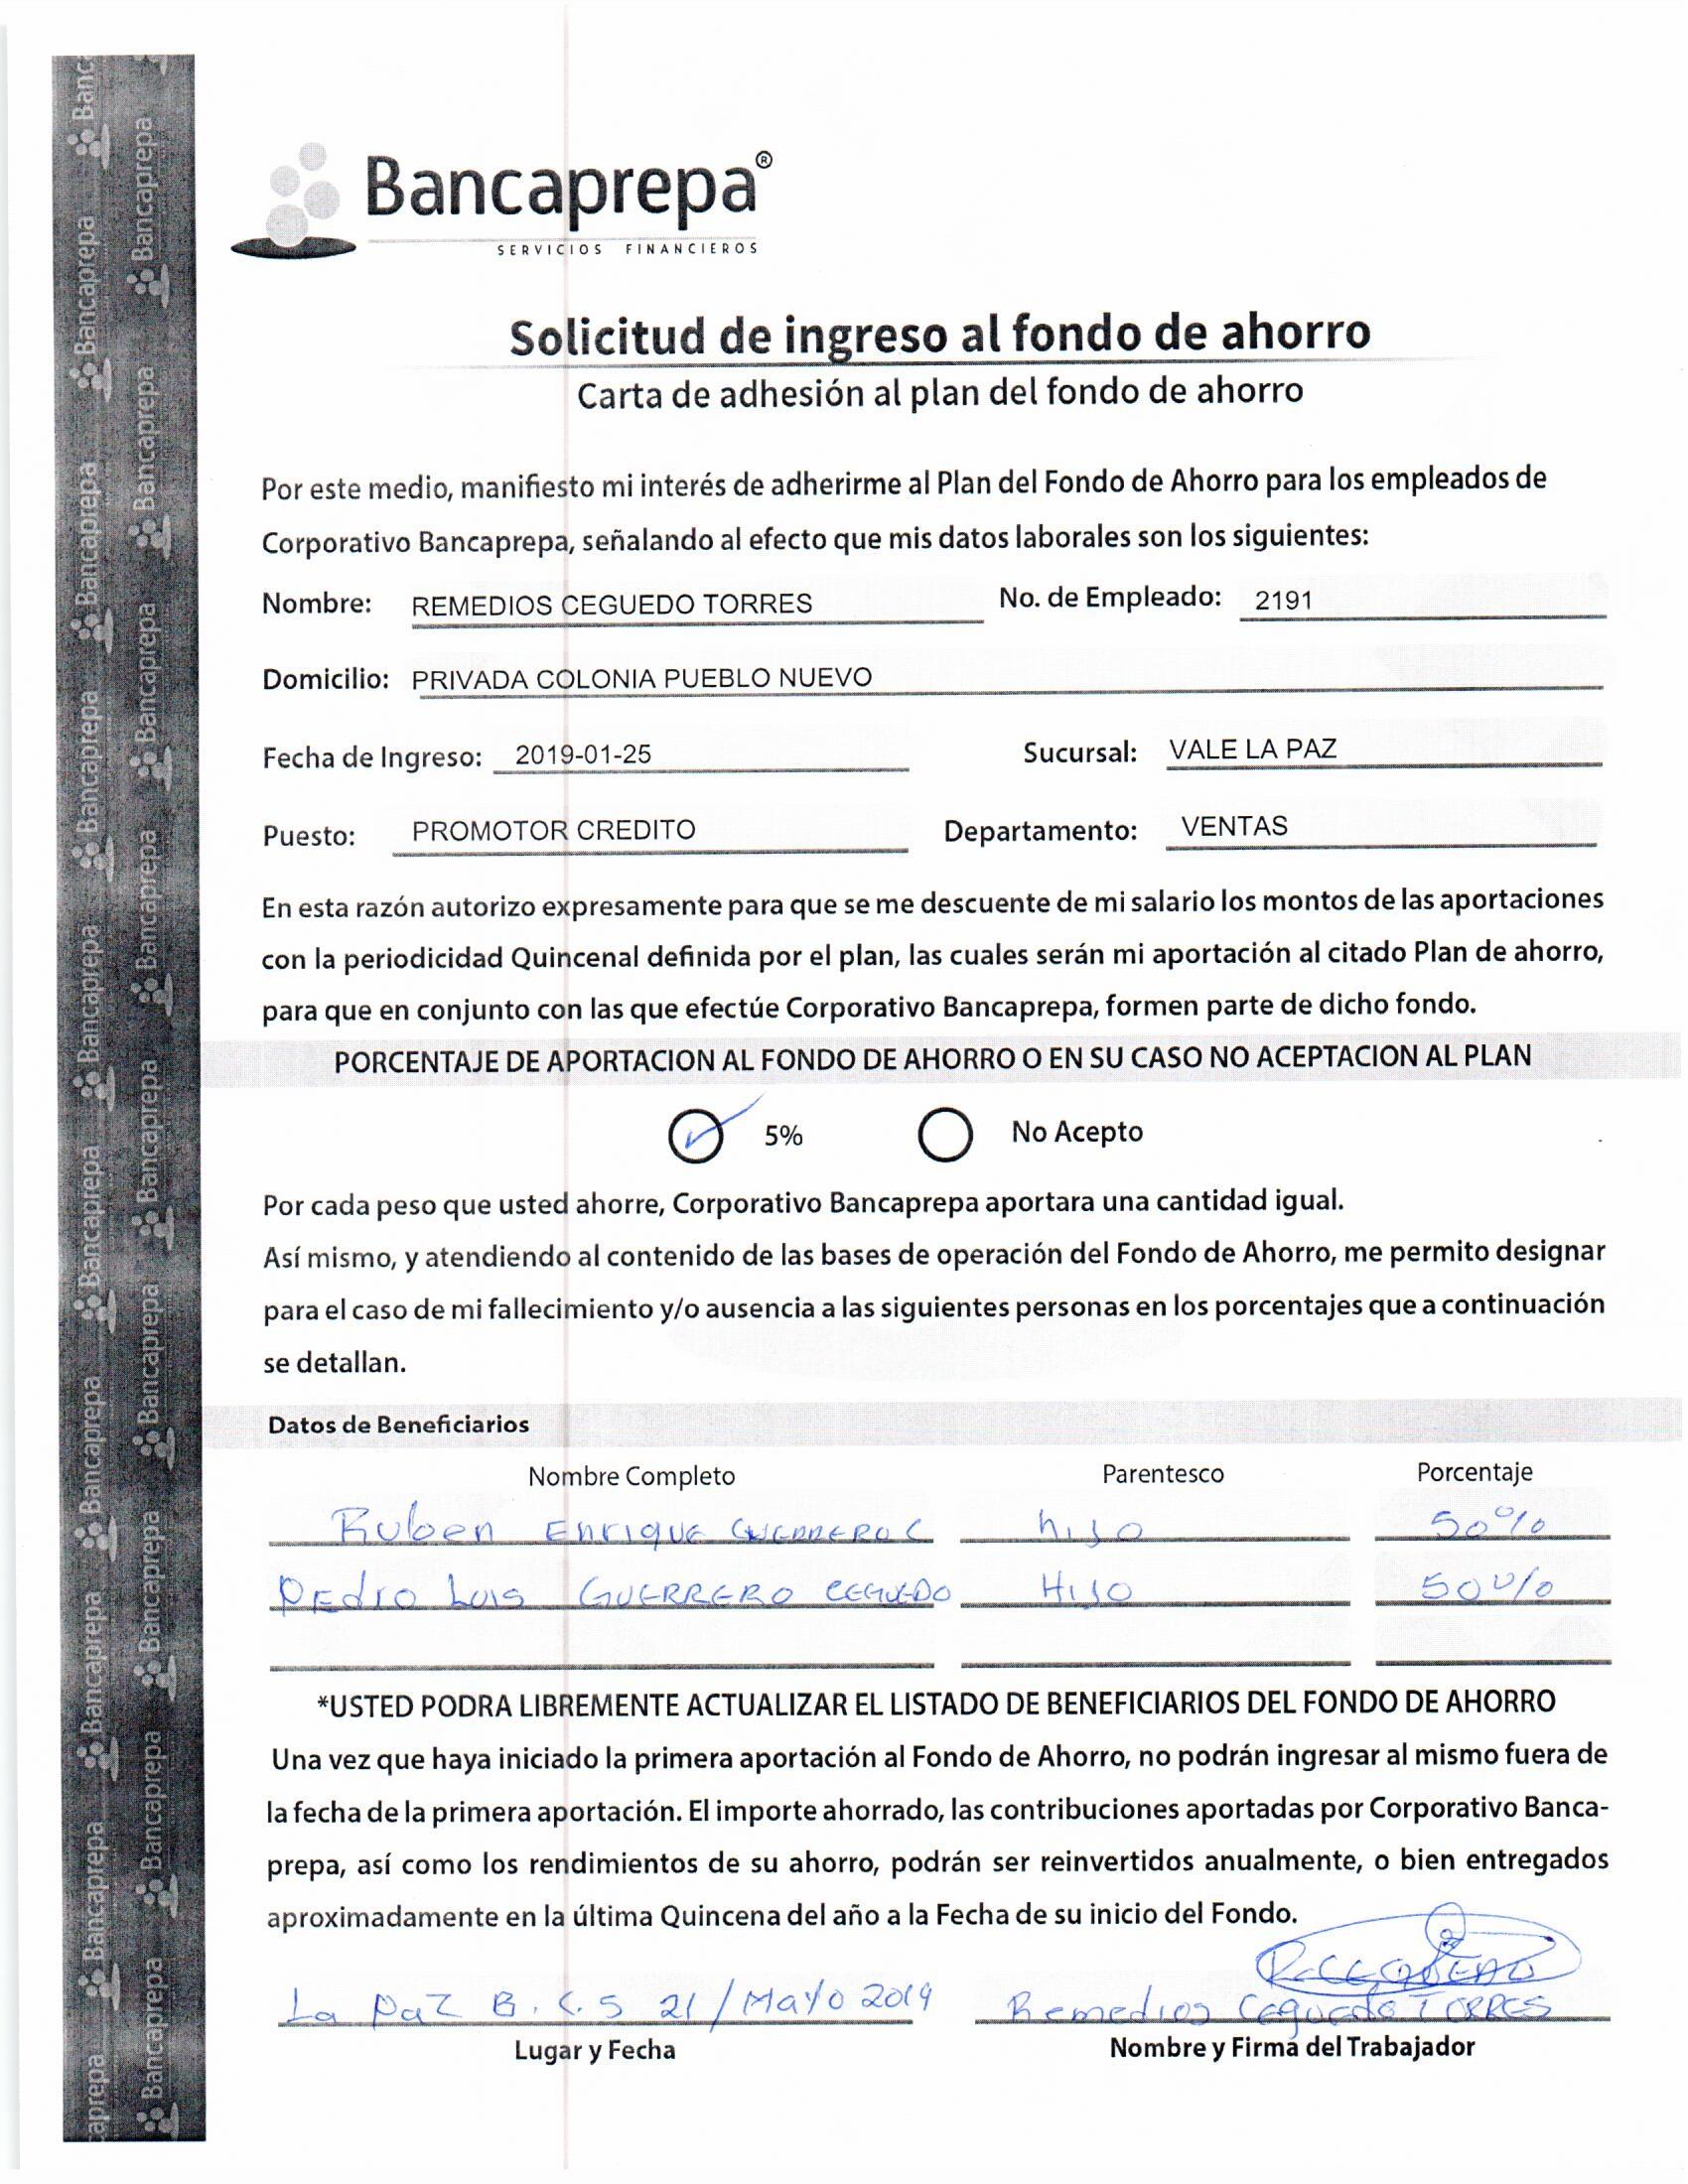 Bancaprepa®
SERVICIOS FINANCIEROS
Solicitud de ingreso al fondo de ahorro
Carta de adhesión al plan del fondo de ahorro
Por este medio, manifiesto mi interés de adherirme al Plan del Fondo de Ahorro para los empleados de
Corporativo Bancaprepa, señalando al efecto que mis datos laborales son los siguientes:
Nombre: REMEDIOS CEGUEDO TORRES No. de Empleado: 2191
Domicilio: PRIVADA COLONIA PUEBLO NUEVO
Fecha de Ingreso: 2019-01-25 Sucursal: VALE LA PAZ
Puesto: PROMOTOR CREDITO Departamento: VENTAS
En esta razón autorizo expresamente para que se me descuente de mi salario los montos de las aportaciones
con la periodicidad Quincenal definida por el plan, las cuales serán mi aportación al citado Plan de ahorro,
para que en conjunto con las que efectúe Corporativo Bancaprepa, formen parte de dicho fondo.
PORCENTAJE DE APORTACION AL FONDO DE AHORRO O EN SU CASO NO ACEPTACION AL PLAN
5% No Acepto
Por cada peso que usted ahorre, Corporativo Bancaprepa aportara una cantidad igual.
Así mismo, y atendiendo al contenido de las bases de operación del Fondo de Ahorro, me permito designar
para el caso de mi fallecimiento y/o ausencia a las siguientes personas en los porcentajes que a continuación
se detallan.
Datos de Beneficiarios
Nombre Completo Parentesco Porcentaje
Ruben Enrique GUERRERO C hijo 50%
PEdro Luis GUERRERO CEGUEDO HIJO 50%
*USTED PODRA LIBREMENTE ACTUALIZAR EL LISTADO DE BENEFICIARIOS DEL FONDO DE AHORRO
Una vez que haya iniciado la primera aportación al Fondo de Ahorro, no podrán ingresar al mismo fuera de
la fecha de la primera aportación. El importe ahorrado, las contribuciones aportadas por Corporativo Banca-
prepa, así como los rendimientos de su ahorro, podrán ser reinvertidos anualmente, o bien entregados
aproximadamente en la última Quincena del año a la Fecha de su inicio del Fondo.
La Paz B.C.S 21/Mayo 2019 Remedios Ceguedo TORRES
Lugar y Fecha Nombre y Firma del Trabajador